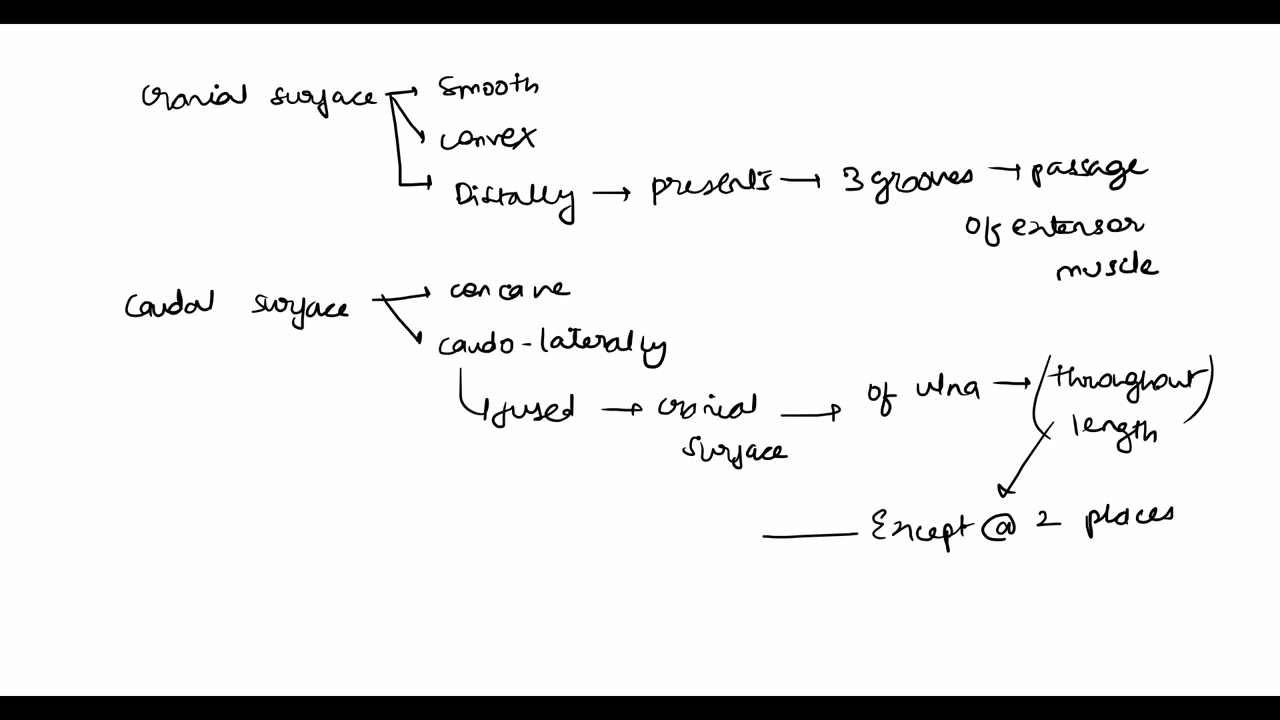 cranial surface → smooth
convex
Distally → presents → 3 grooves → passage
of extensor
muscle
caudal surface → concave
caudo-laterally
fused → cranial → of ulna → (throughout
surface
length)
Except @ 2 places